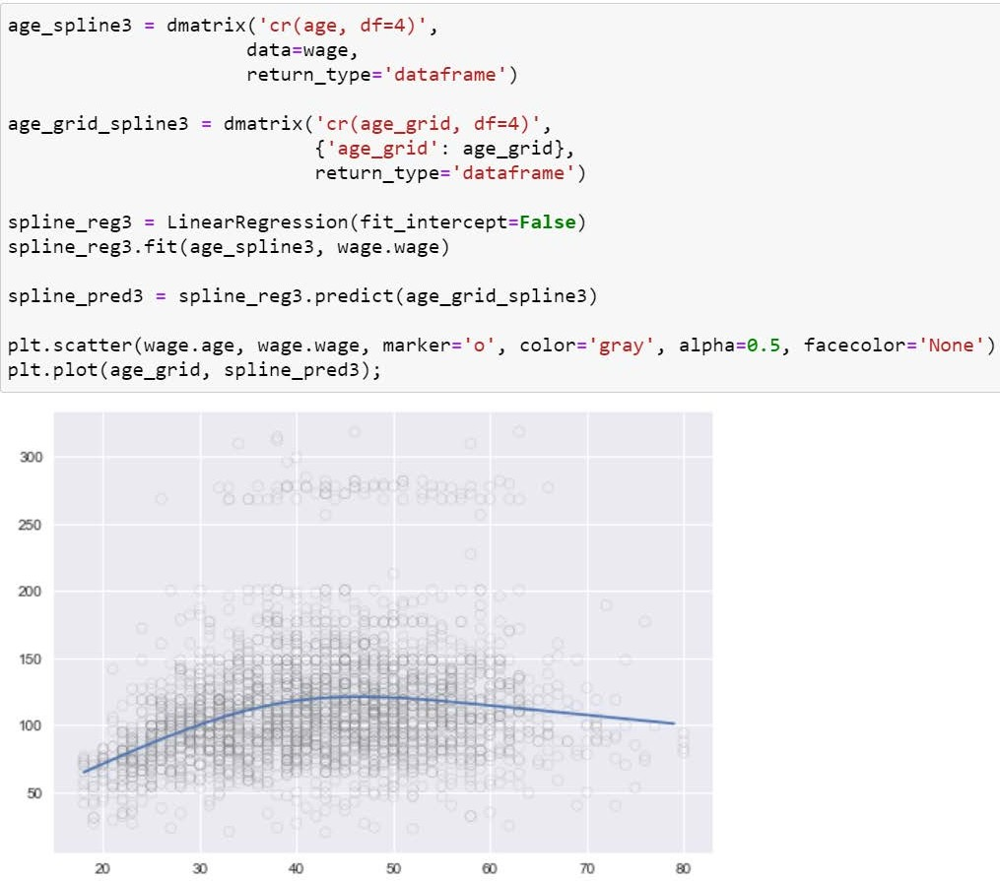 age_spline3 = dmatrix('cr(age, df=4)',
data=wage,
return_type='dataframe')
age_grid_spline3 = dmatrix('cr(age_grid, df=4)',
{'age_grid': age_grid},
return_type='dataframe')
spline_reg3 = LinearRegression(fit_intercept=False)
spline_reg3.fit(age_spline3, wage.wage)
spline_pred3 = spline_reg3.predict(age_grid_spline3)
plt.scatter(wage.age, wage.wage, marker='o', color='gray', alpha=0.5, facecolor='None')
plt.plot(age_grid, spline_pred3);
300
250
200
150
100
50
20 30 40 50 60 70 80